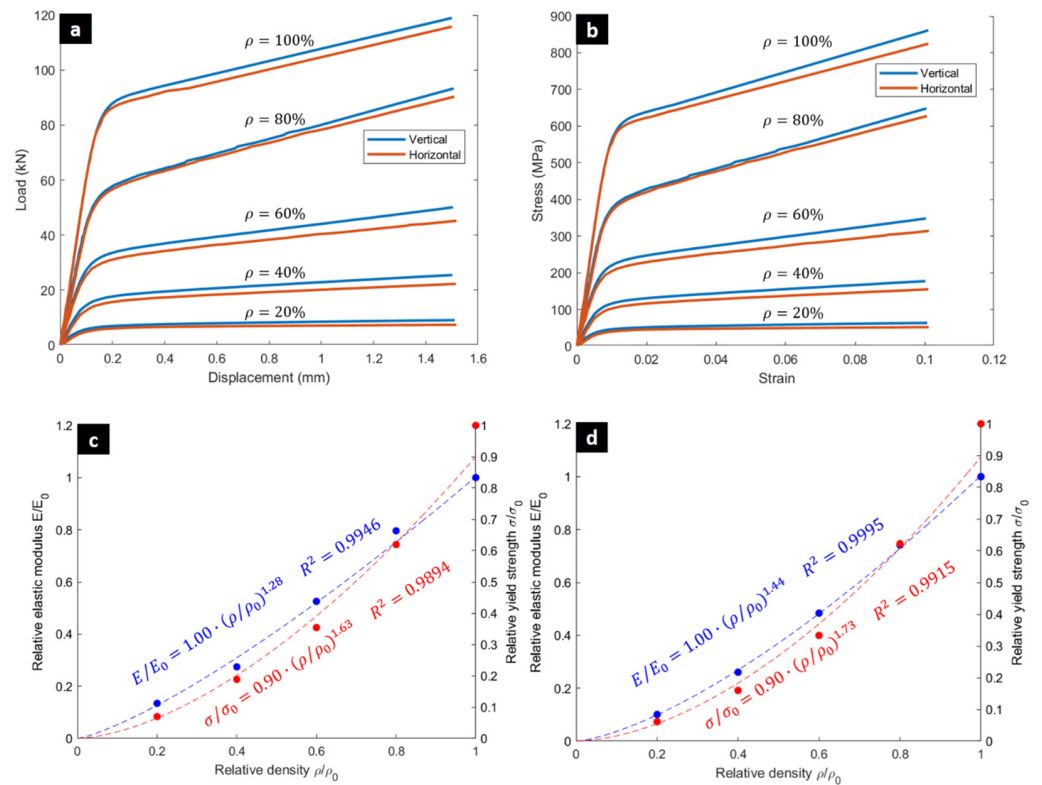 a
120
100
80
60
40
20
0
Load (kN)
ρ = 100%
ρ = 80%
ρ = 60%
ρ = 40%
ρ = 20%
Vertical
Horizontal
0 0.2 0.4 0.6 0.8 1 1.2 1.4 1.6
Displacement (mm)
b
900
800
700
600
500
400
300
200
100
0
Stress (MPa)
ρ = 100%
Vertical
Horizontal
ρ = 80%
ρ = 60%
ρ = 40%
ρ = 20%
0 0.02 0.04 0.06 0.08 0.1 0.12
Strain
c
1.2
1
0.8
0.6
0.4
0.2
0
Relative elastic modulus E/E₀
E/E₀ = 1.00 · (ρ/ρ₀)^1.28 R² = 0.9946
σ/σ₀ = 0.90 · (ρ/ρ₀)^1.63 R² = 0.9894
1
0.9
0.8
0.7
0.6
0.5
0.4
0.3
0.2
0.1
0
Relative yield strength σ/σ₀
0 0.2 0.4 0.6 0.8 1
Relative density ρ/ρ₀
d
1.2
1
0.8
0.6
0.4
0.2
0
Relative elastic modulus E/E₀
E/E₀ = 1.00 · (ρ/ρ₀)^1.44 R² = 0.9995
σ/σ₀ = 0.90 · (ρ/ρ₀)^1.73 R² = 0.9915
1
0.9
0.8
0.7
0.6
0.5
0.4
0.3
0.2
0.1
0
Relative yield strength σ/σ₀
0 0.2 0.4 0.6 0.8 1
Relative density ρ/ρ₀